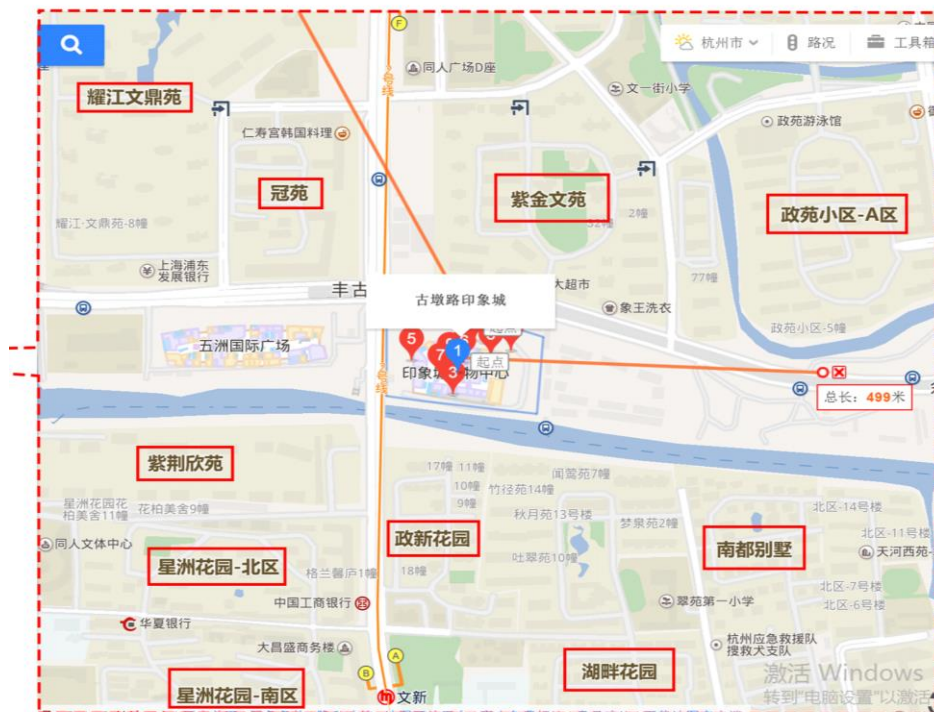 F
杭州市
路况
工具箱
同人广场D座
号线
文一街小学
耀江文鼎苑
仁寿宫韩国料理
政苑游泳馆
冠苑
紫金文苑
2幢
政苑小区-A区
耀江·文鼎苑-8幢
上海浦东
发展银行
77幢
丰古
大超市
古墩路印象城
象王洗衣
政苑小区-5幢
五洲国际广场
5
7
1
3
起点
印象城
物中心
号线
总长：499米
紫荆欣苑
17幢
11幢
闻莺苑7幢
10幢
竹径苑14幢
9幢
星洲花园花
柏美舍11幢
花柏美舍9幢
秋月苑13号楼
梦泉苑2幢
北区-14号楼
同人文体中心
政新花园
南都别墅
北区-11号楼
天河西苑-
星洲花园-北区
格兰馨庐1幢
18幢
吐翠苑10幢
北区-7号楼
北区-6号楼
中国工商银行
翠苑第一小学
华夏银行
大昌盛商务楼
杭州应急救援队
搜救犬支队
A
B
湖畔花园
星洲花园-南区
文新
激活 Windows
转到"电脑设置"以激活